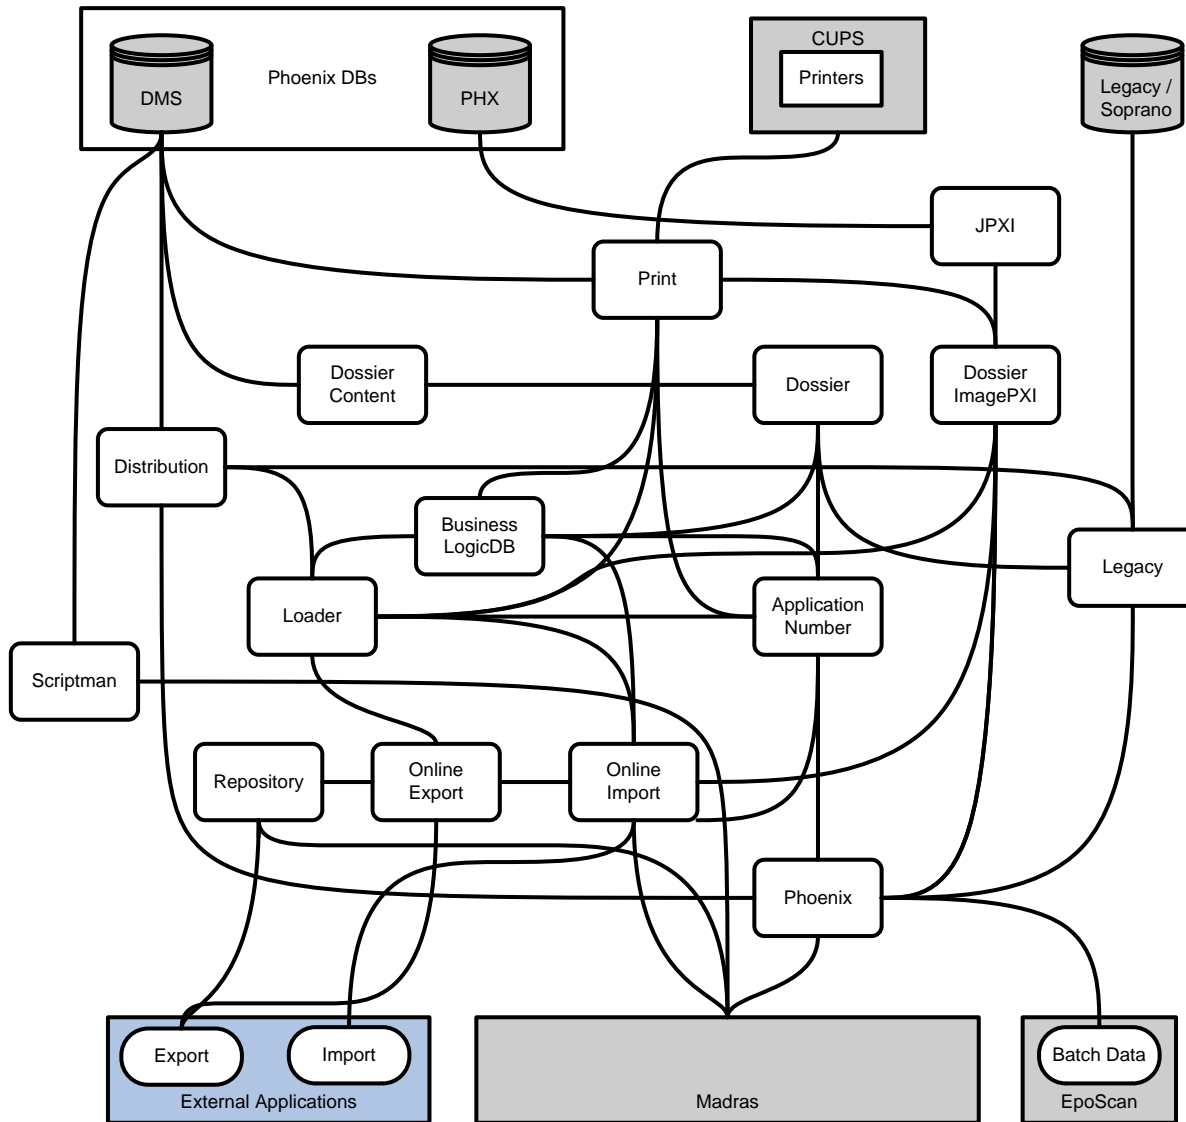 CUPS
Phoenix DBs
Printers
DMS
PHX
Legacy /
Soprano
JPXI
Print
Dossier
Content
Dossier
Dossier
ImagePXI
Distribution
Business
LogicDB
Legacy
Loader
Application
Number
Scriptman
Repository
Online
Export
Online
Import
Phoenix
Export
Import
Batch Data
External Applications
Madras
EpoScan